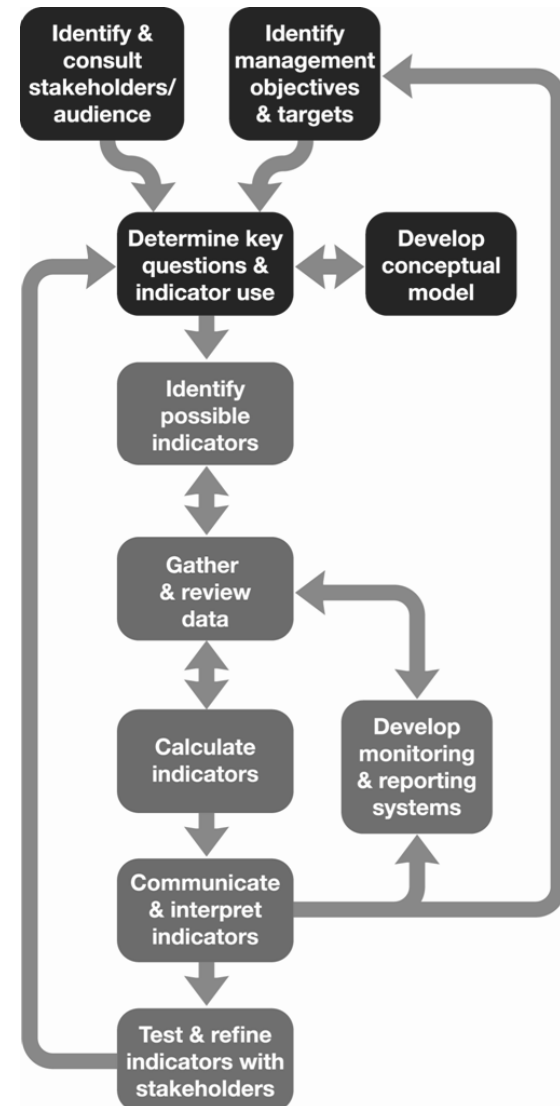 Identify &
consult
stakeholders/
audience
Identify
management
objectives
& targets
Determine key
questions &
indicator use
Develop
conceptual
model
Identify
possible
indicators
Gather
& review
data
Calculate
indicators
Develop
monitoring
& reporting
systems
Communicate
& interpret
indicators
Test & refine
indicators with
stakeholders